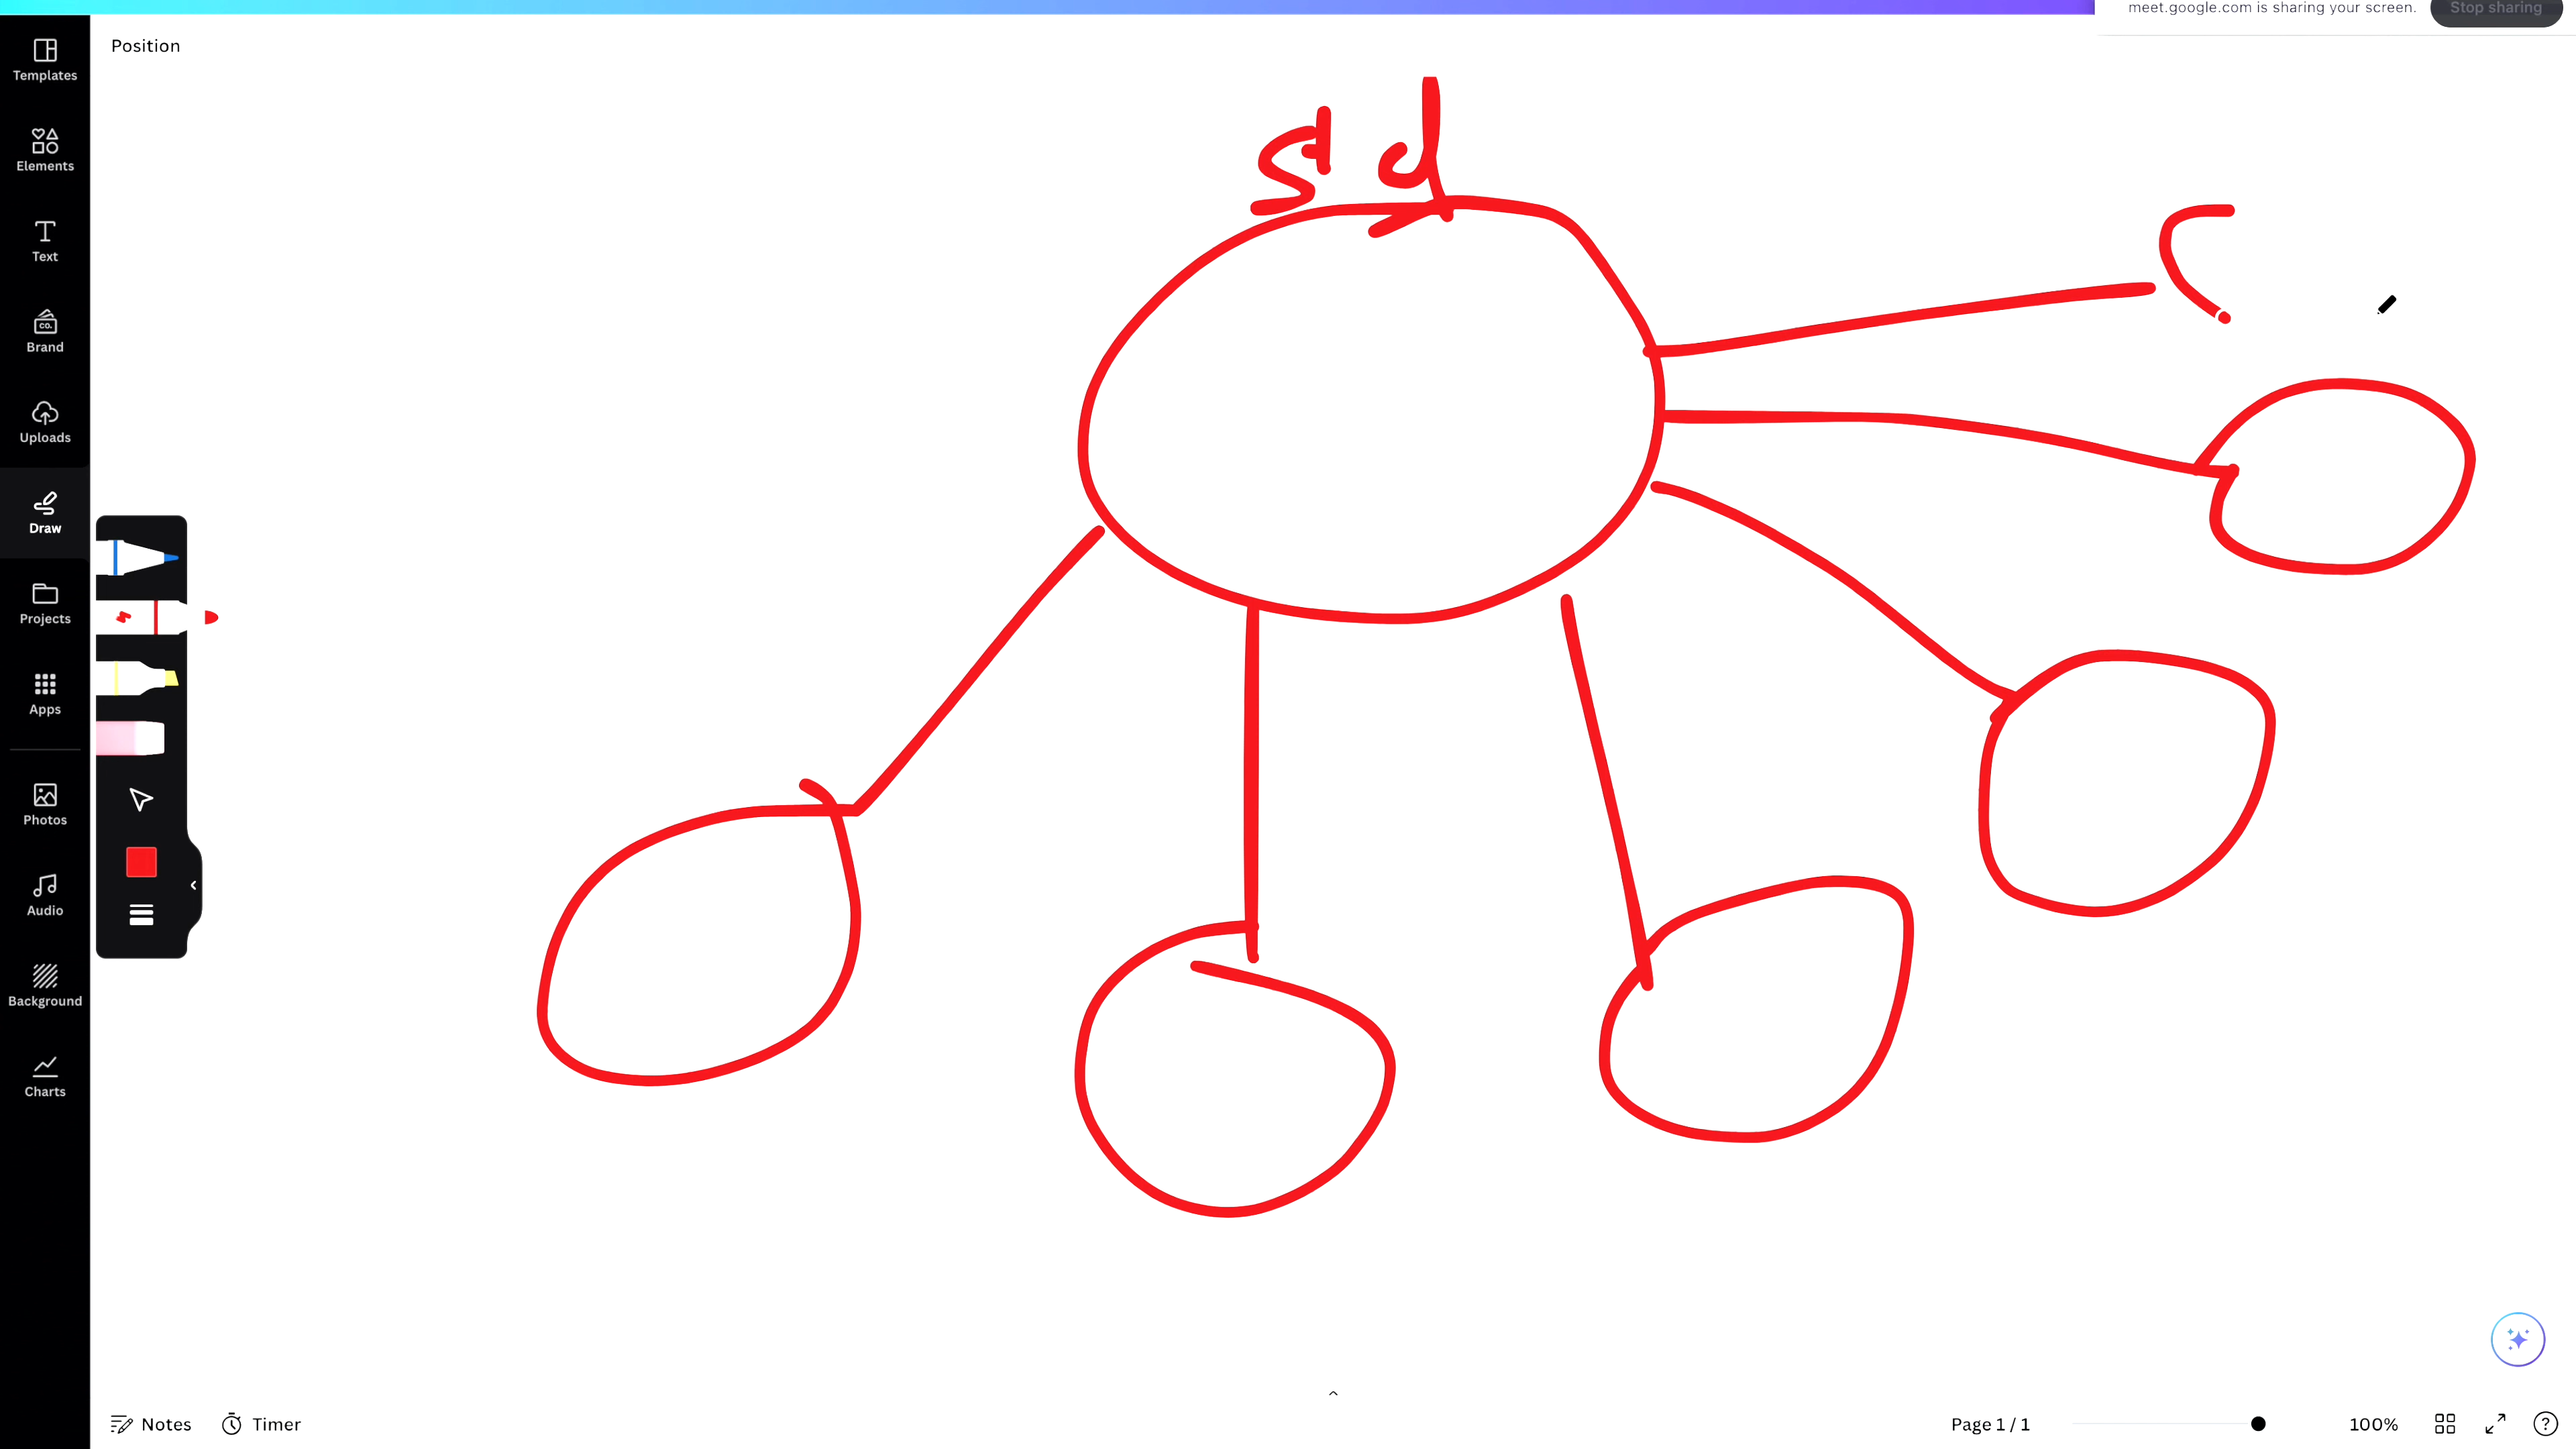 meet.google.com is sharing your screen. Stop sharing
Position
Templates
Elements
Text
CO.
Brand
Uploads
Draw
Projects
Apps
Photos
Audio
Background
Charts
Notes Timer
Page 1 / 1
100%
?